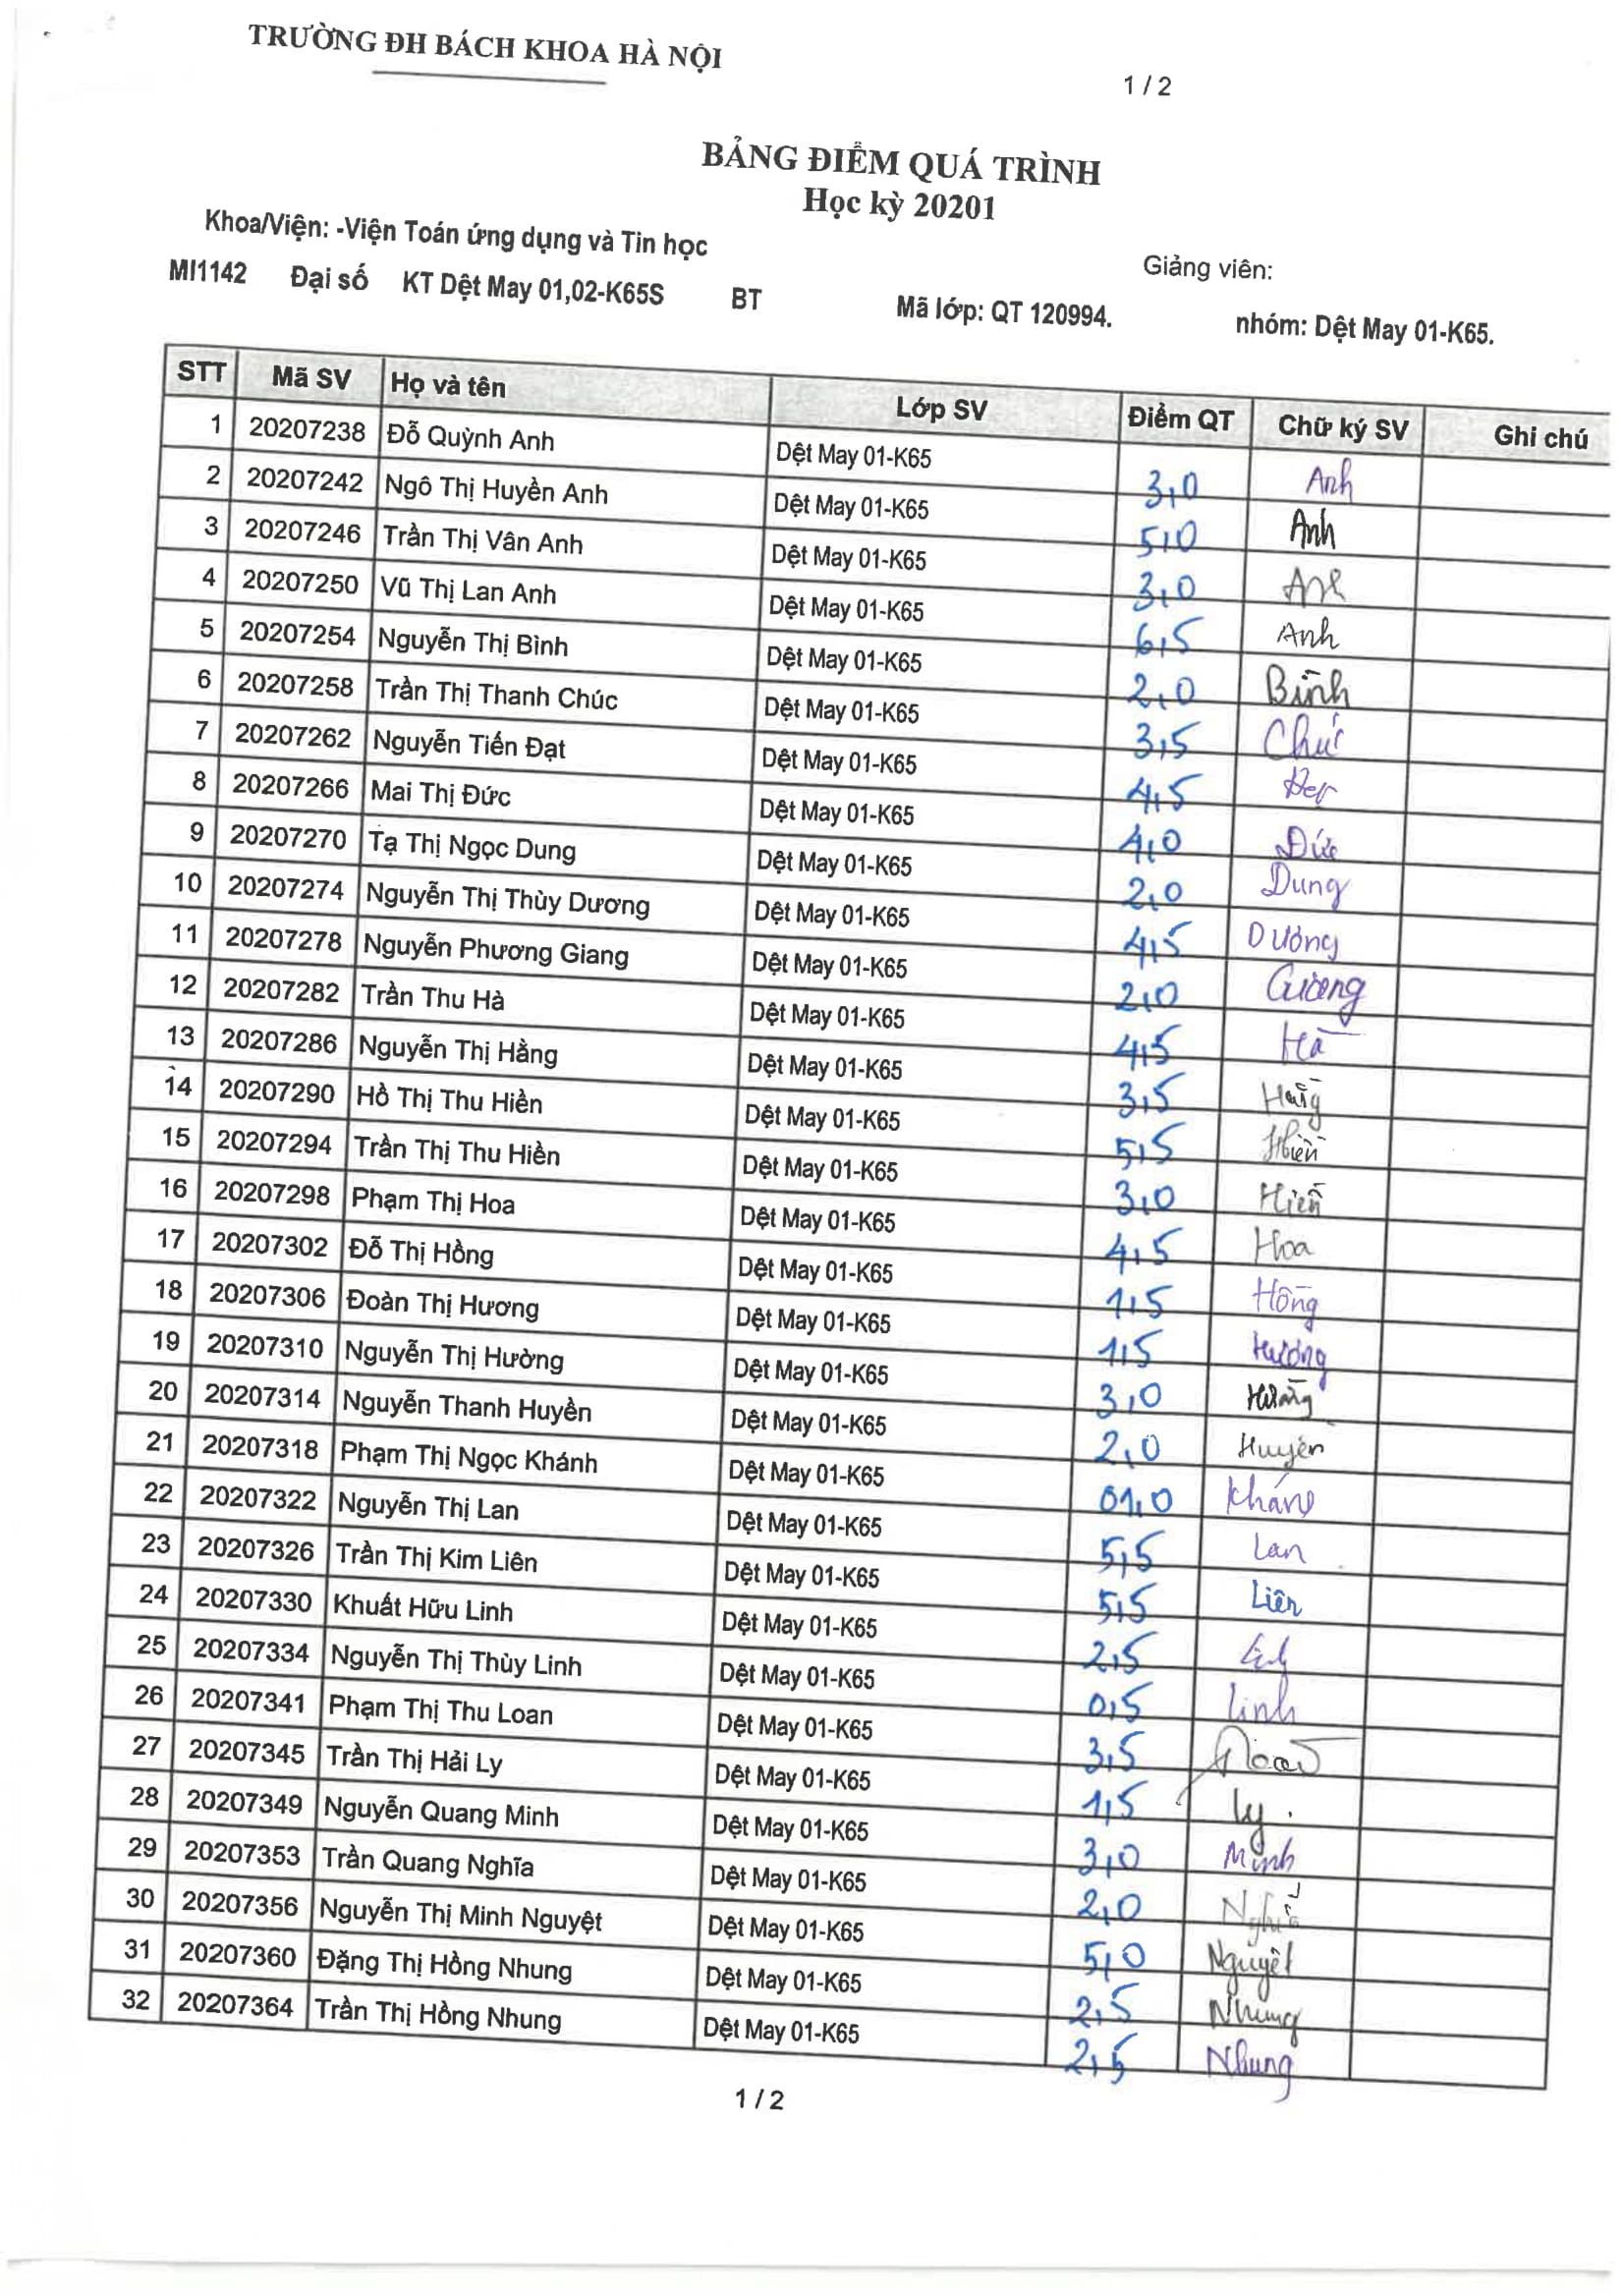 TRƯỜNG ĐH BÁCH KHOA HÀ NỘI
1 / 2
BẢNG ĐIỂM QUÁ TRÌNH
Học kỳ 20201
Khoa/Viện: -Viện Toán ứng dụng và Tin học
Giảng viên:
MI1142 Đại số KT Dệt May 01,02-K65S BT Mã lớp: QT 120994. nhóm: Dệt May 01-K65.
STT Mã SV Họ và tên Lớp SV Điểm QT Chữ ký SV Ghi chú
1 20207238 Đỗ Quỳnh Anh Dệt May 01-K65 3,0 Anh
2 20207242 Ngô Thị Huyền Anh Dệt May 01-K65 5,0 Anh
3 20207246 Trần Thị Vân Anh Dệt May 01-K65 3,0 Anh
4 20207250 Vũ Thị Lan Anh Dệt May 01-K65 6,5 Anh
5 20207254 Nguyễn Thị Bình Dệt May 01-K65 2,0 Bình
6 20207258 Trần Thị Thanh Chúc Dệt May 01-K65 3,5 Chúc
7 20207262 Nguyễn Tiến Đạt Dệt May 01-K65 4,5
8 20207266 Mai Thị Đức Dệt May 01-K65 4,0 Đức
9 20207270 Tạ Thị Ngọc Dung Dệt May 01-K65 2,0 Dung
10 20207274 Nguyễn Thị Thùy Dương Dệt May 01-K65 4,5 Dương
11 20207278 Nguyễn Phương Giang Dệt May 01-K65 2,0
12 20207282 Trần Thu Hà Dệt May 01-K65 4,5 Hà
13 20207286 Nguyễn Thị Hằng Dệt May 01-K65 3,5 Hằng
14 20207290 Hồ Thị Thu Hiền Dệt May 01-K65 5,5 Hiền
15 20207294 Trần Thị Thu Hiền Dệt May 01-K65 3,0 Hiền
16 20207298 Phạm Thị Hoa Dệt May 01-K65 4,5 Hoa
17 20207302 Đỗ Thị Hồng Dệt May 01-K65 1,5 Hồng
18 20207306 Đoàn Thị Hương Dệt May 01-K65 1,5 Hương
19 20207310 Nguyễn Thị Hường Dệt May 01-K65 3,0 Hường
20 20207314 Nguyễn Thanh Huyền Dệt May 01-K65 2,0 Huyền
21 20207318 Phạm Thị Ngọc Khánh Dệt May 01-K65 01,0 Khánh
22 20207322 Nguyễn Thị Lan Dệt May 01-K65 5,5 Lan
23 20207326 Trần Thị Kim Liên Dệt May 01-K65 5,5 Liên
24 20207330 Khuất Hữu Linh Dệt May 01-K65 2,5
25 20207334 Nguyễn Thị Thùy Linh Dệt May 01-K65 0,5 Linh
26 20207341 Phạm Thị Thu Loan Dệt May 01-K65 3,5 Loan
27 20207345 Trần Thị Hải Ly Dệt May 01-K65 1,5 Ly
28 20207349 Nguyễn Quang Minh Dệt May 01-K65 3,0 Minh
29 20207353 Trần Quang Nghĩa Dệt May 01-K65 2,0 Nghĩa
30 20207356 Nguyễn Thị Minh Nguyệt Dệt May 01-K65 5,0 Nguyệt
31 20207360 Đặng Thị Hồng Nhung Dệt May 01-K65 2,5 Nhung
32 20207364 Trần Thị Hồng Nhung Dệt May 01-K65 2,5 Nhung
1 / 2